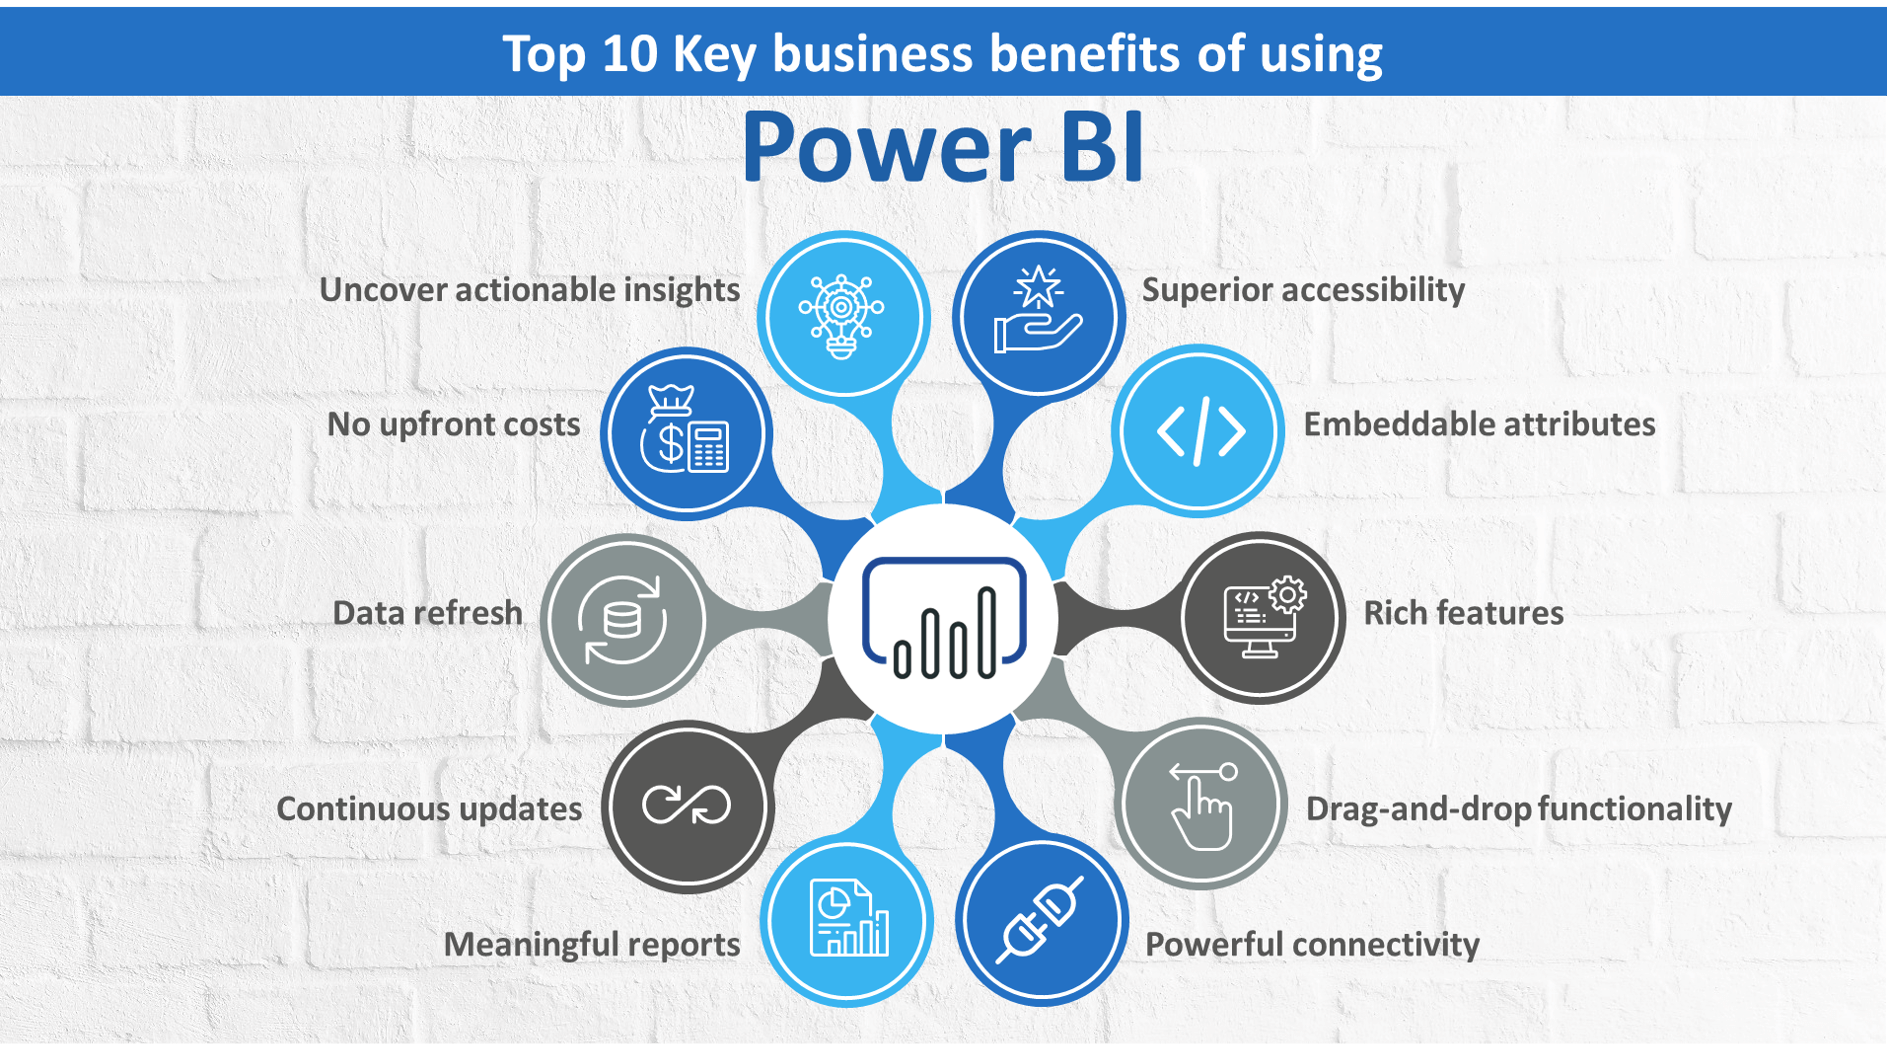 Top 10 Key business benefits of using
Power BI
Uncover actionable insights
Superior accessibility
No upfront costs
Embeddable attributes
Data refresh
Rich features
Continuous updates
Drag-and-drop functionality
Meaningful reports
Powerful connectivity